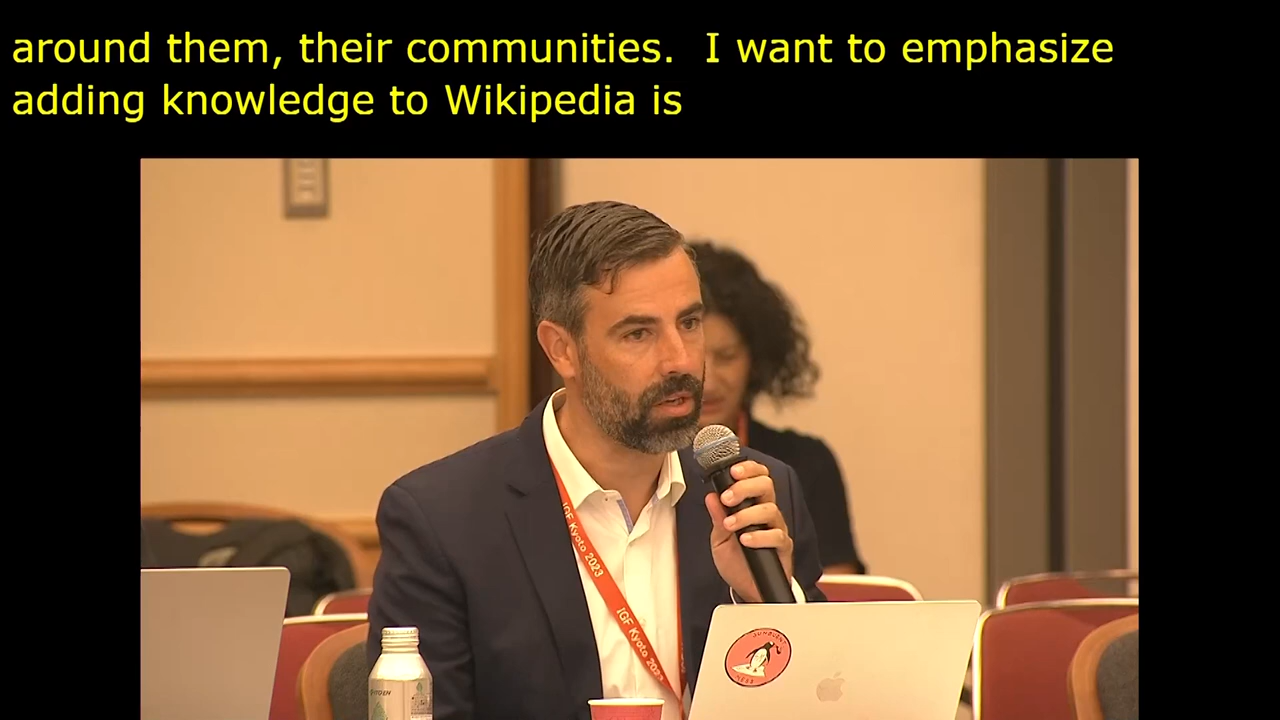 around them, their communities.  I want to emphasize
adding knowledge to Wikipedia is
IGF Kyoto 2023
IGF Kyoto 2023